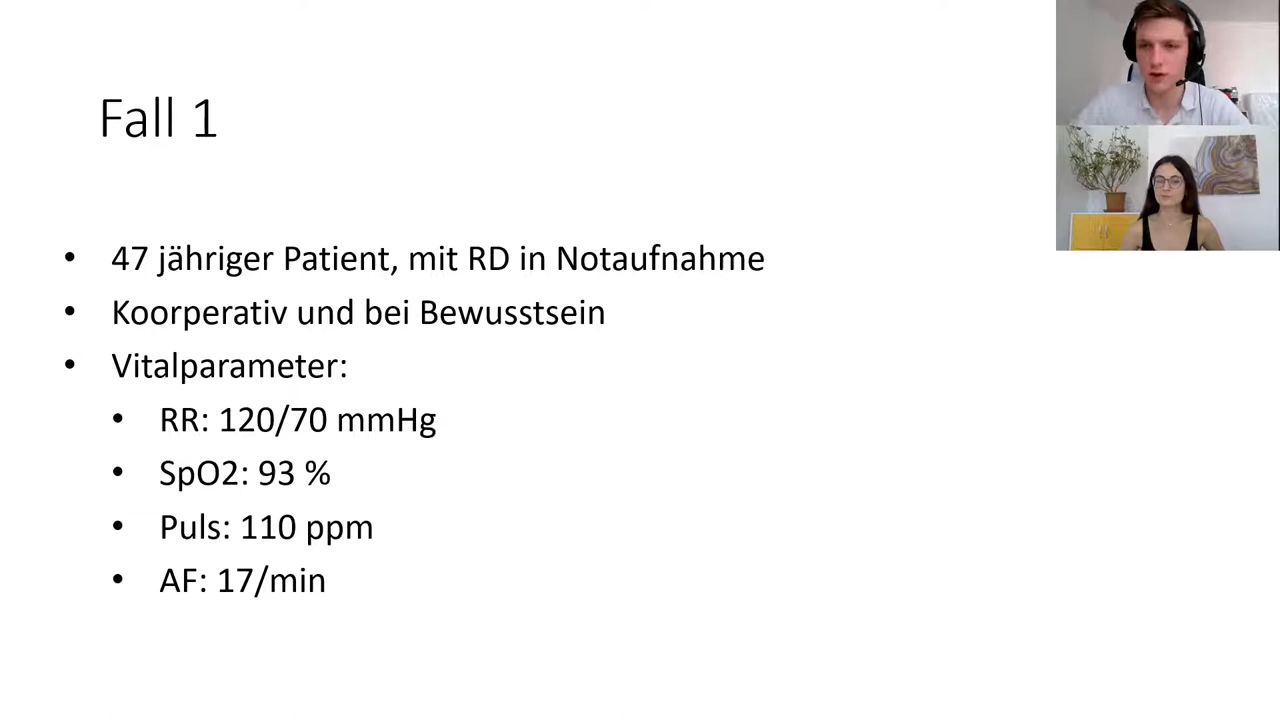 Fall 1
• 47 jähriger Patient, mit RD in Notaufnahme
• Koorperativ und bei Bewusstsein
• Vitalparameter:
• RR: 120/70 mmHg
• SpO2: 93 %
• Puls: 110 ppm
• AF: 17/min